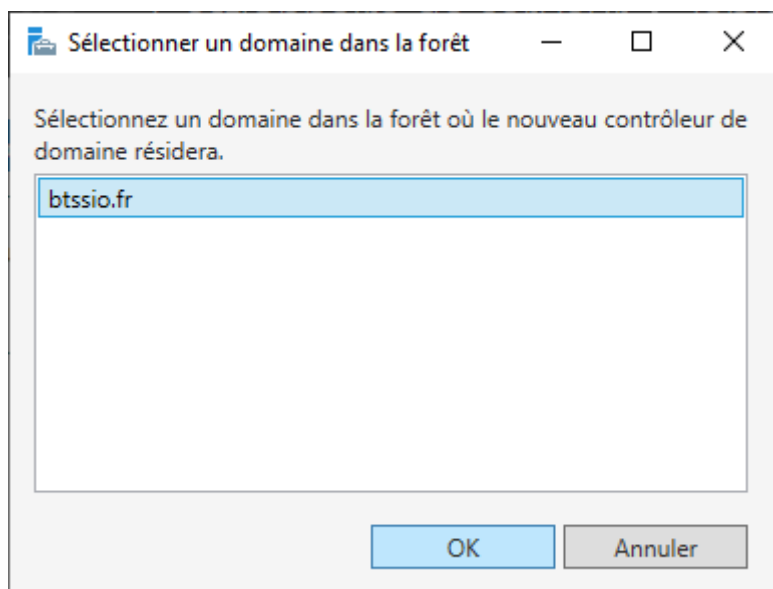 Sélectionner un domaine dans la forêt
Sélectionnez un domaine dans la forêt où le nouveau contrôleur de
domaine résidera.
btssio.fr
OK
Annuler